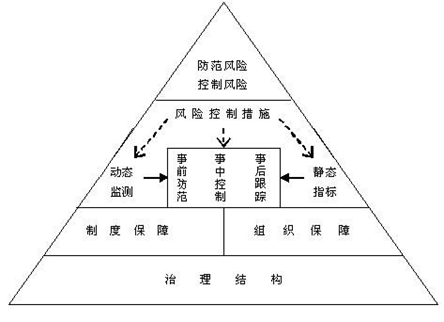 防范风险
控制风险
风险控制措施
动态
监测
事前功范
事中控制
事后跟踪
静态
指标
制度保障
组织保障
治理结构